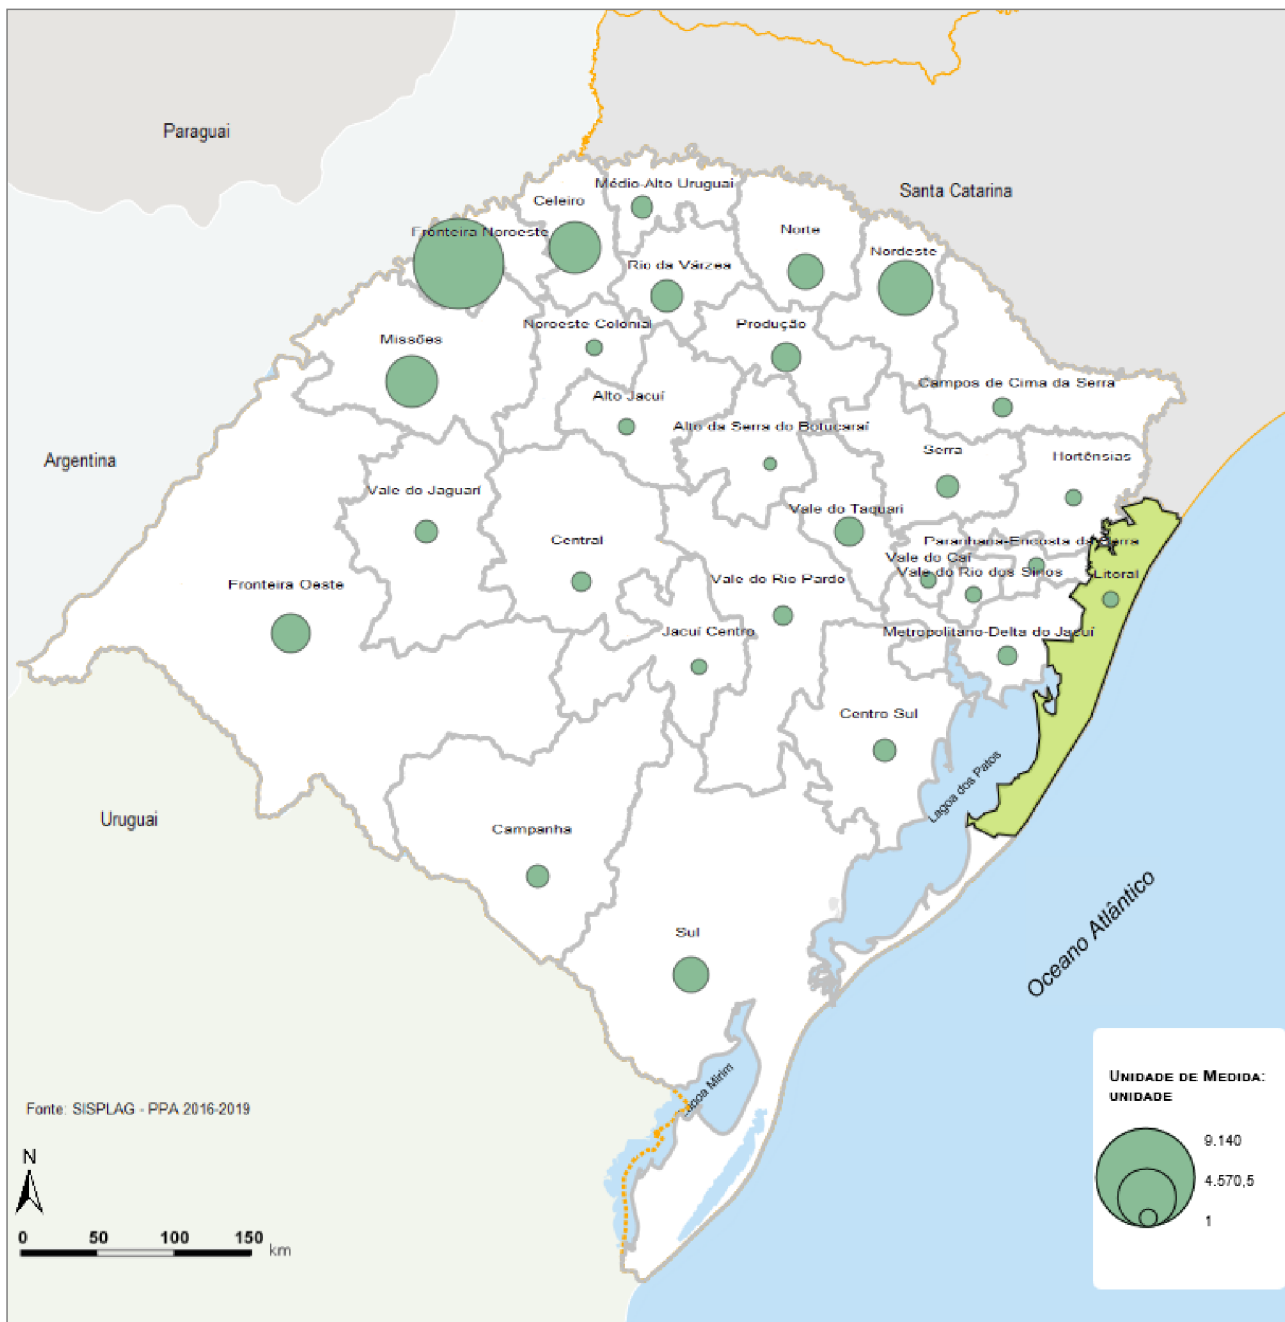 Paraguai
Santa Catarina
Médio-Alto Uruguai
Celeiro
Fronteira Noroeste
Norte
Nordeste
Rio da Várzea
Noroeste Colonial
Produção
Missões
Campos de Cima da Serra
Alto Jacuí
Alto da Serra do Botucaraí
Argentina
Serra
Hortênsias
Vale do Jaguarí
Vale do Taquari
Central
Paranhana-Encosta da Serra
Vale do Caí
Vale do Rio dos Sinos
Litoral
Fronteira Oeste
Vale do Rio Pardo
Jacuí Centro
Metropolitano-Delta do Jacuí
Centro Sul
Lagoa dos Patos
Uruguai
Campanha
Sul
Oceano Atlântico
Lagoa Mirim
Fonte: SISPLAG - PPA 2016-2019
N
0 50 100 150
km
UNIDADE DE MEDIDA:
UNIDADE
9.140
4.570,5
1